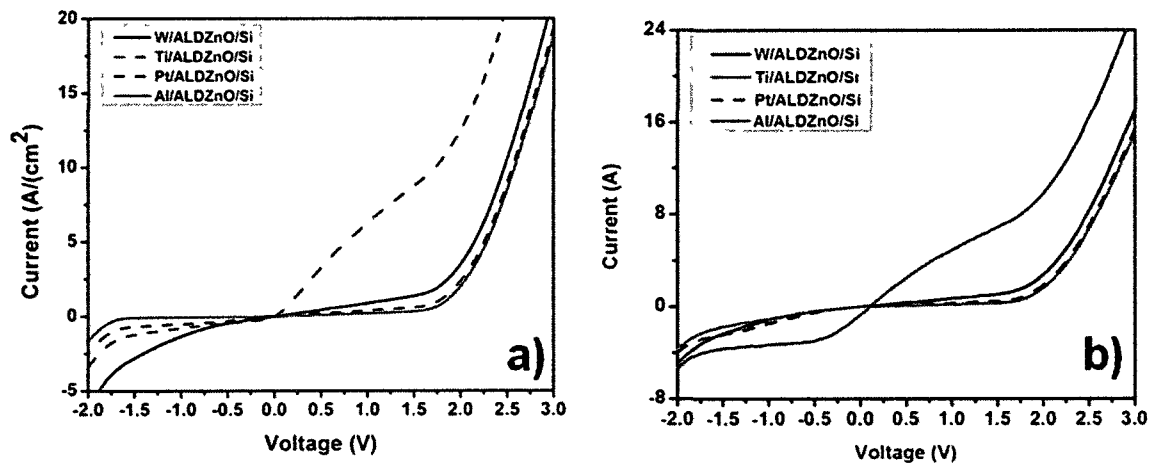 20
15
10
5
0
-5
W/ALDZnO/Si
Ti/ALDZnO/Si
Pt/ALDZnO/Si
Al/ALDZnO/Si
Current (A/(cm2)
a)
-2.0 -1.5 -1.0 -0.5 0.0 0.5 1.0 1.5 2.0 2.5 3.0
Voltage (V)
24
16
8
0
-8
W/ALDZnO/Si
Ti/ALDZnO/Si
Pt/ALDZnO/Si
Al/ALDZnO/Si
Current (A)
b)
-2.0 -1.5 -1.0 -0.5 0.0 0.5 1.0 1.5 2.0 2.5 3.0
Voltage (V)